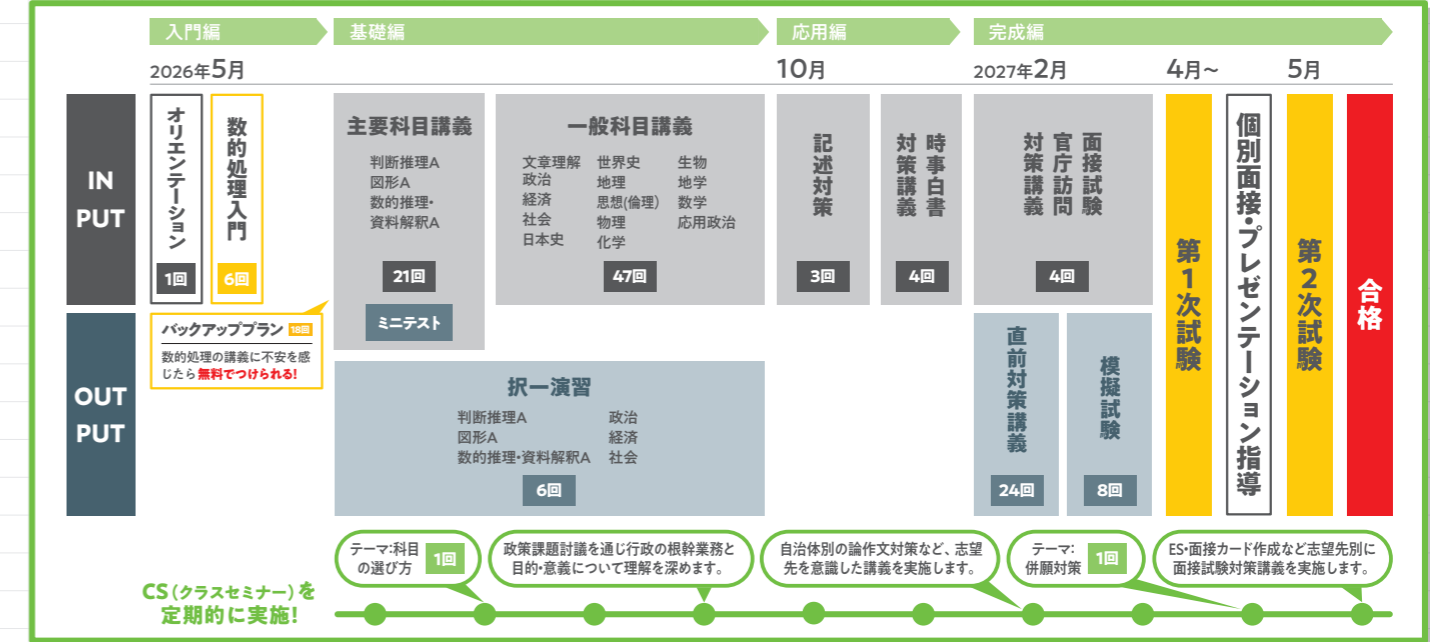 入門編
基礎編
応用編
完成編
2026年5月
10月
2027年2月
4月～
5月
IN
PUT
オリエンテーション
1回
数的処理入門
6回
主要科目講義
判断推理A
図形A
数的推理・
資料解釈A
21回
ミニテスト
一般科目講義
文章理解
政治
経済
社会
日本史
世界史
地理
思想(倫理)
物理
化学
生物
地学
数学
応用政治
47回
記述対策
3回
時事白書
対策講義
4回
面接試験
官庁訪問
対策講義
4回
第1次試験
個別面接・プレゼンテーション指導
第2次試験
合格
バックアッププラン 18回
数的処理の講義に不安を感
じたら無料でつけられる!
OUT
PUT
択一演習
判断推理A
図形A
数的推理・資料解釈A
政治
経済
社会
6回
直前対策講義
24回
模擬試験
8回
テーマ:科目
の選び方
1回
政策課題討議を通じ行政の根幹業務と
目的・意義について理解を深めます。
自治体別の論作文対策など、志望
先を意識した講義を実施します。
テーマ:
併願対策
1回
ES・面接カード作成など志望先別に
面接試験対策講義を実施します。
CS(クラスセミナー)を
定期的に実施!